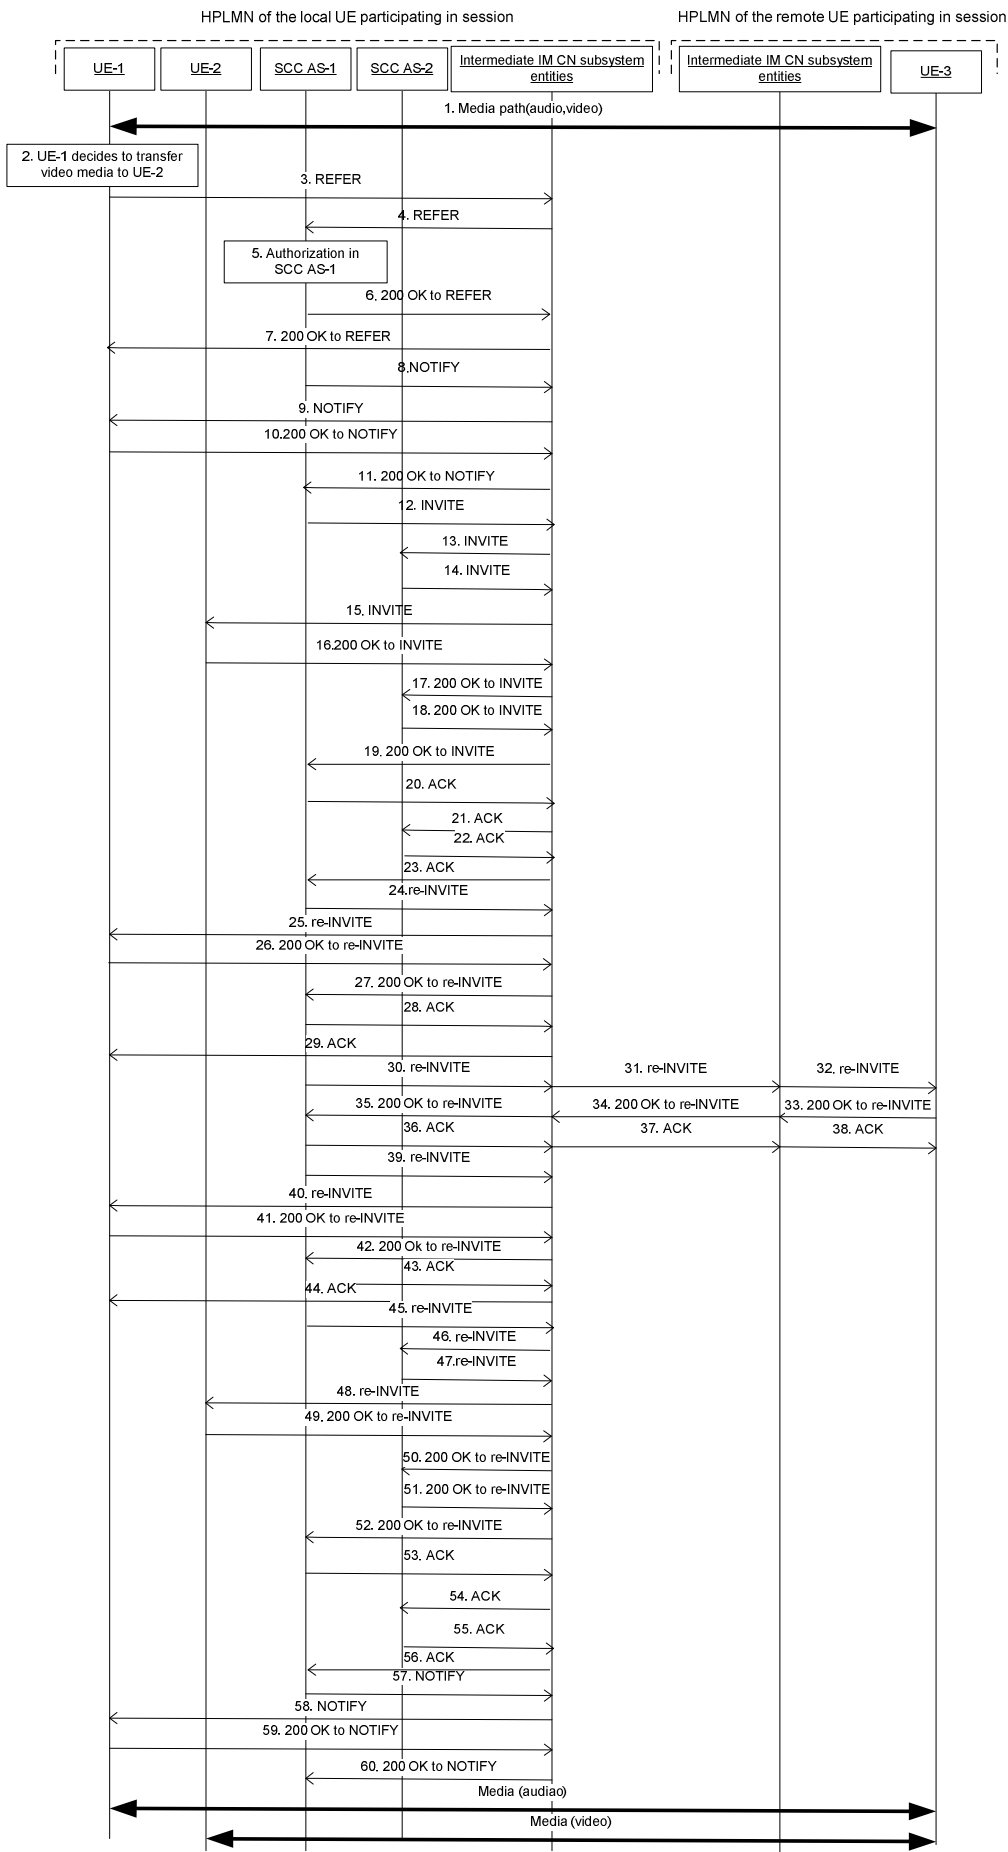 HPLMN of the local UE participating in session
HPLMN of the remote UE participating in session
UE-1
UE-2
SCC AS-1
SCC AS-2
Intermediate IM CN subsystem
entities
Intermediate IM CN subsystem
entities
UE-3
1. Media path(audio,video)
2. UE-1 decides to transfer
video media to UE-2
3. REFER
4. REFER
5. Authorization in
SCC AS-1
6. 200 OK to REFER
7. 200 OK to REFER
8.NOTIFY
9. NOTIFY
10.200 OK to NOTIFY
11. 200 OK to NOTIFY
12. INVITE
13. INVITE
14. INVITE
15. INVITE
16.200 OK to INVITE
17. 200 OK to INVITE
18. 200 OK to INVITE
19. 200 OK to INVITE
20. ACK
21. ACK
22. ACK
23. ACK
24.re-INVITE
25. re-INVITE
26. 200 OK to re-INVITE
27. 200 OK to re-INVITE
28. ACK
29. ACK
30. re-INVITE
31. re-INVITE
32. re-INVITE
35. 200 OK to re-INVITE
34. 200 OK to re-INVITE
33. 200 OK to re-INVITE
36. ACK
37. ACK
38. ACK
39. re-INVITE
40. re-INVITE
41. 200 OK to re-INVITE
42. 200 Ok to re-INVITE
43. ACK
44. ACK
45. re-INVITE
46. re-INVITE
47.re-INVITE
48. re-INVITE
49. 200 OK to re-INVITE
50. 200 OK to re-INVITE
51. 200 OK to re-INVITE
52. 200 OK to re-INVITE
53. ACK
54. ACK
55. ACK
56. ACK
57. NOTIFY
58. NOTIFY
59. 200 OK to NOTIFY
60. 200 OK to NOTIFY
Media (audiao)
Media (video)